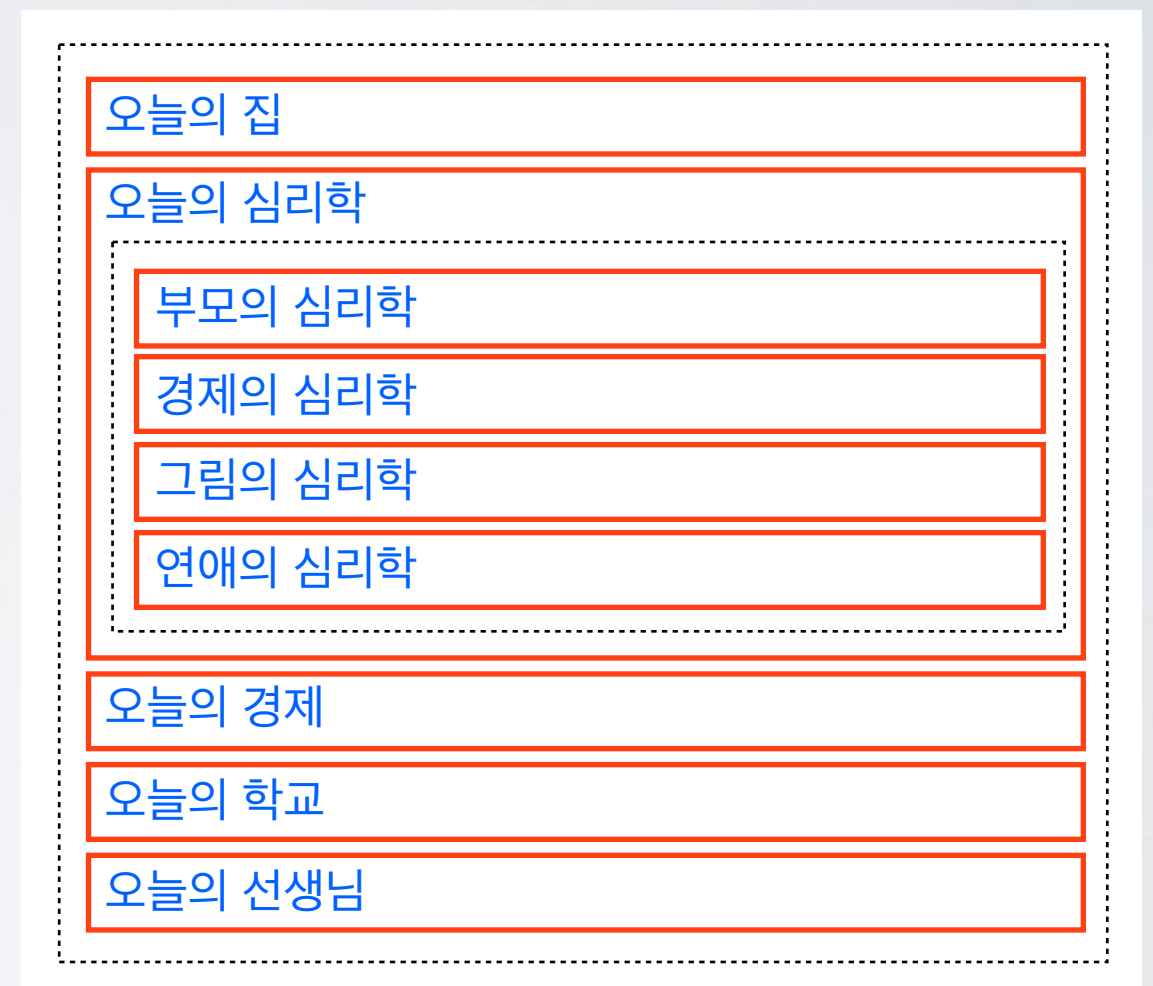 오늘의 집
오늘의 심리학
부모의 심리학
경제의 심리학
그림의 심리학
연애의 심리학
오늘의 경제
오늘의 학교
오늘의 선생님